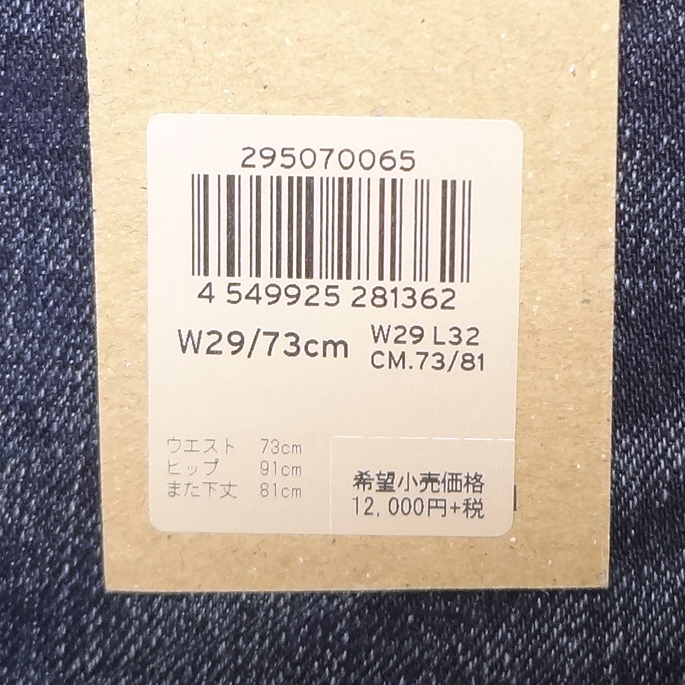 295070065
4 549925 281362
W29/73cm
W29 L32
CM.73/81
ウエスト 73cm
ヒップ 91cm
また下丈 81cm
希望小売価格
12,000円+税